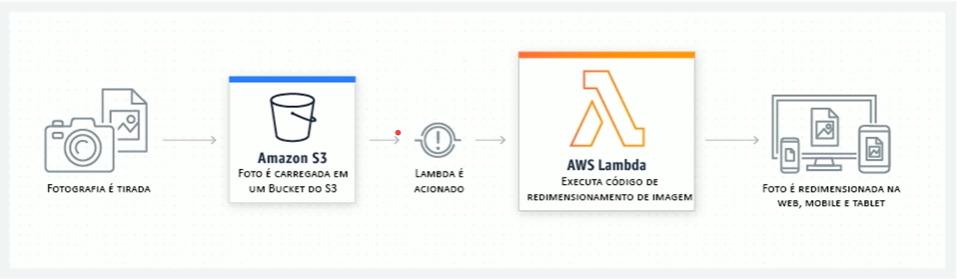 FOTOGRAFIA É TIRADA
Amazon S3
FOTO É CARREGADA EM
UM BUCKET DO S3
LAMBDA É
ACIONADO
AWS Lambda
EXECUTA CÓDIGO DE
REDIMENSIONAMENTO DE IMAGEM
FOTO É REDIMENSIONADA NA
WEB, MOBILE E TABLET